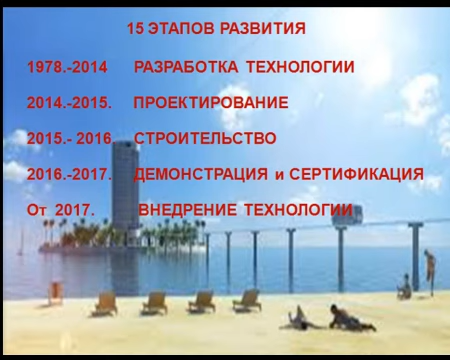 15 ЭТАПОВ РАЗВИТИЯ
1978.-2014 РАЗРАБОТКА ТЕХНОЛОГИИ
2014.-2015. ПРОЕКТИРОВАНИЕ
2015.- 2016 СТРОИТЕЛЬСТВО
2016.-2017. ДЕМОНСТРАЦИЯ и СЕРТИФИКАЦИЯ
От 2017. ВНЕДРЕНИЕ ТЕХНОЛОГИИ